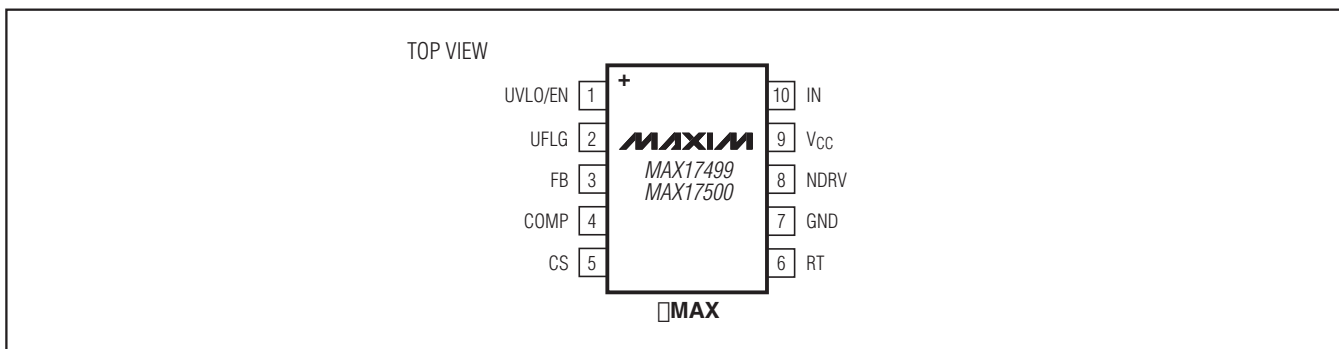 TOP VIEW
+
UVLO/EN 1
10 IN
UFLG 2
MAXIM
9 VCC
FB 3
MAX17499
MAX17500
8 NDRV
COMP 4
7 GND
CS 5
6 RT
▯MAX